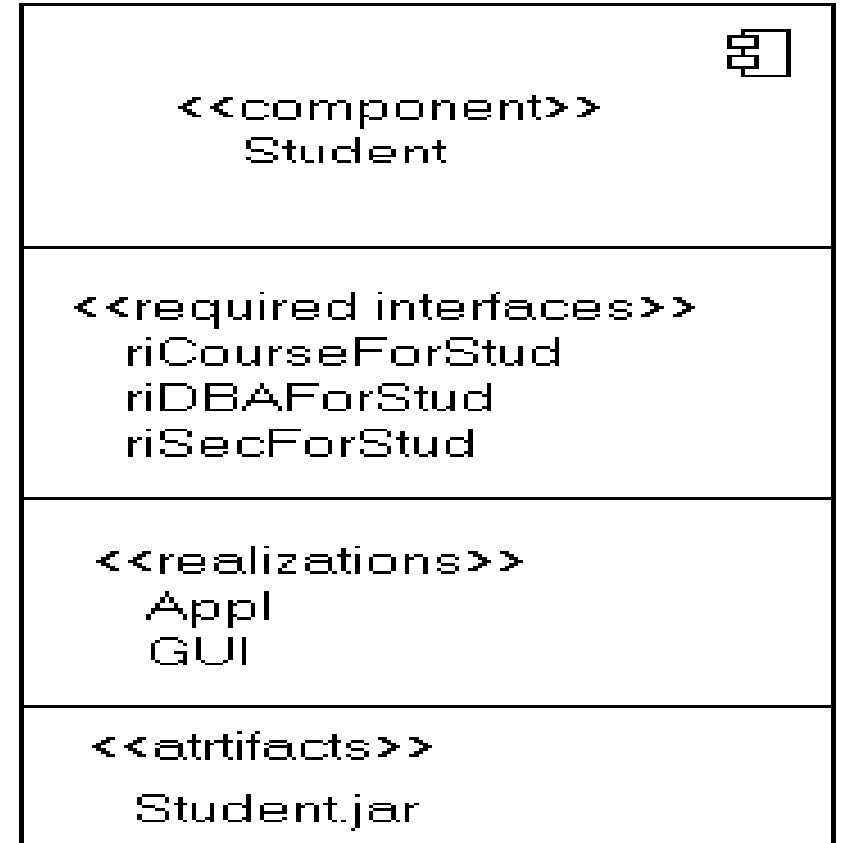 <<component>>
Student
<<required interfaces>>
riCourseForStud
riDBAForStud
riSecForStud
<<realizations>>
Appl
GUI
<<atrtifacts>>
Student.jar